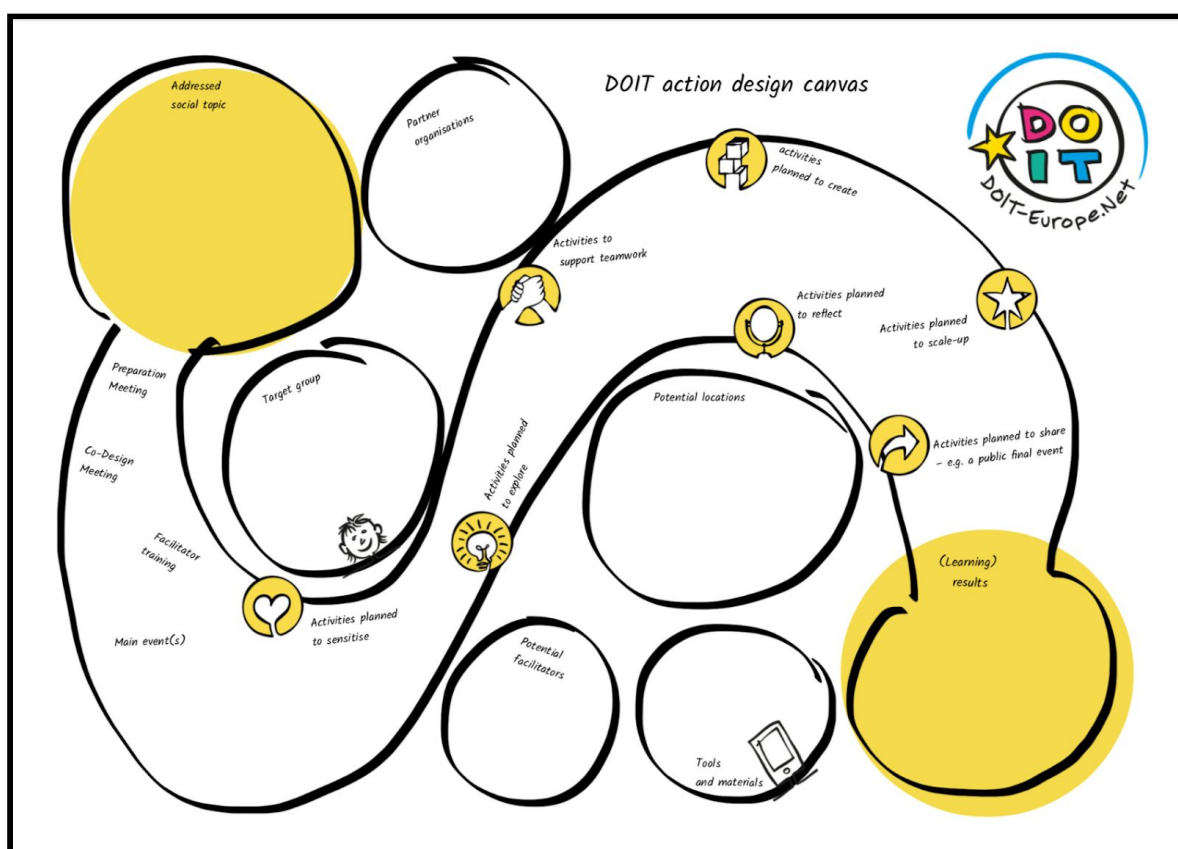 DOIT action design canvas
DO
IT
DOIT-Europe.Net
Addressed
social topic
Partner
organisations
activities
planned to create
Activities to
support teamwork
Activities planned
to reflect
Activities planned
to scale-up
Preparation
Meeting
Target group
Potential locations
Co-Design
Meeting
Activities planned
to explore
Activities planned to share
– e.g. a public final event
Facilitator
training
(Learning)
results
Activities planned
to sensitise
Main event(s)
Potential
facilitators
Tools
and materials